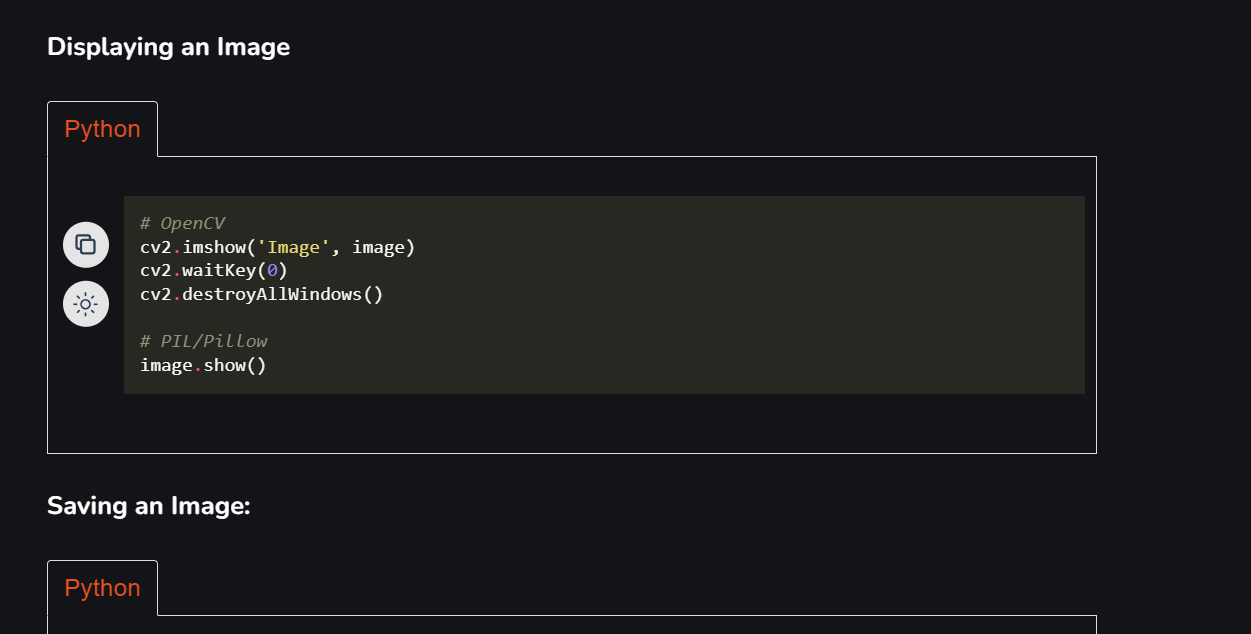 Displaying an Image
Python
# OpenCV
cv2.imshow('Image', image)
cv2.waitKey(0)
cv2.destroyAllWindows()
# PIL/Pillow
image.show()
Saving an Image:
Python